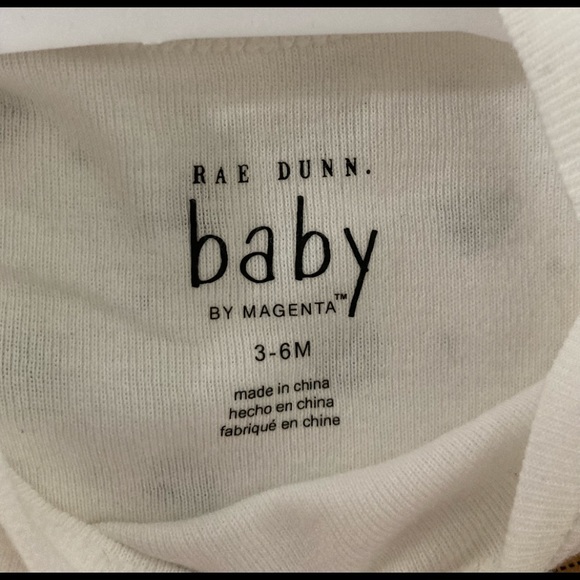 RAE DUNN.
baby
BY MAGENTA™
3-6M
made in china
hecho en china
fabriqué en chine